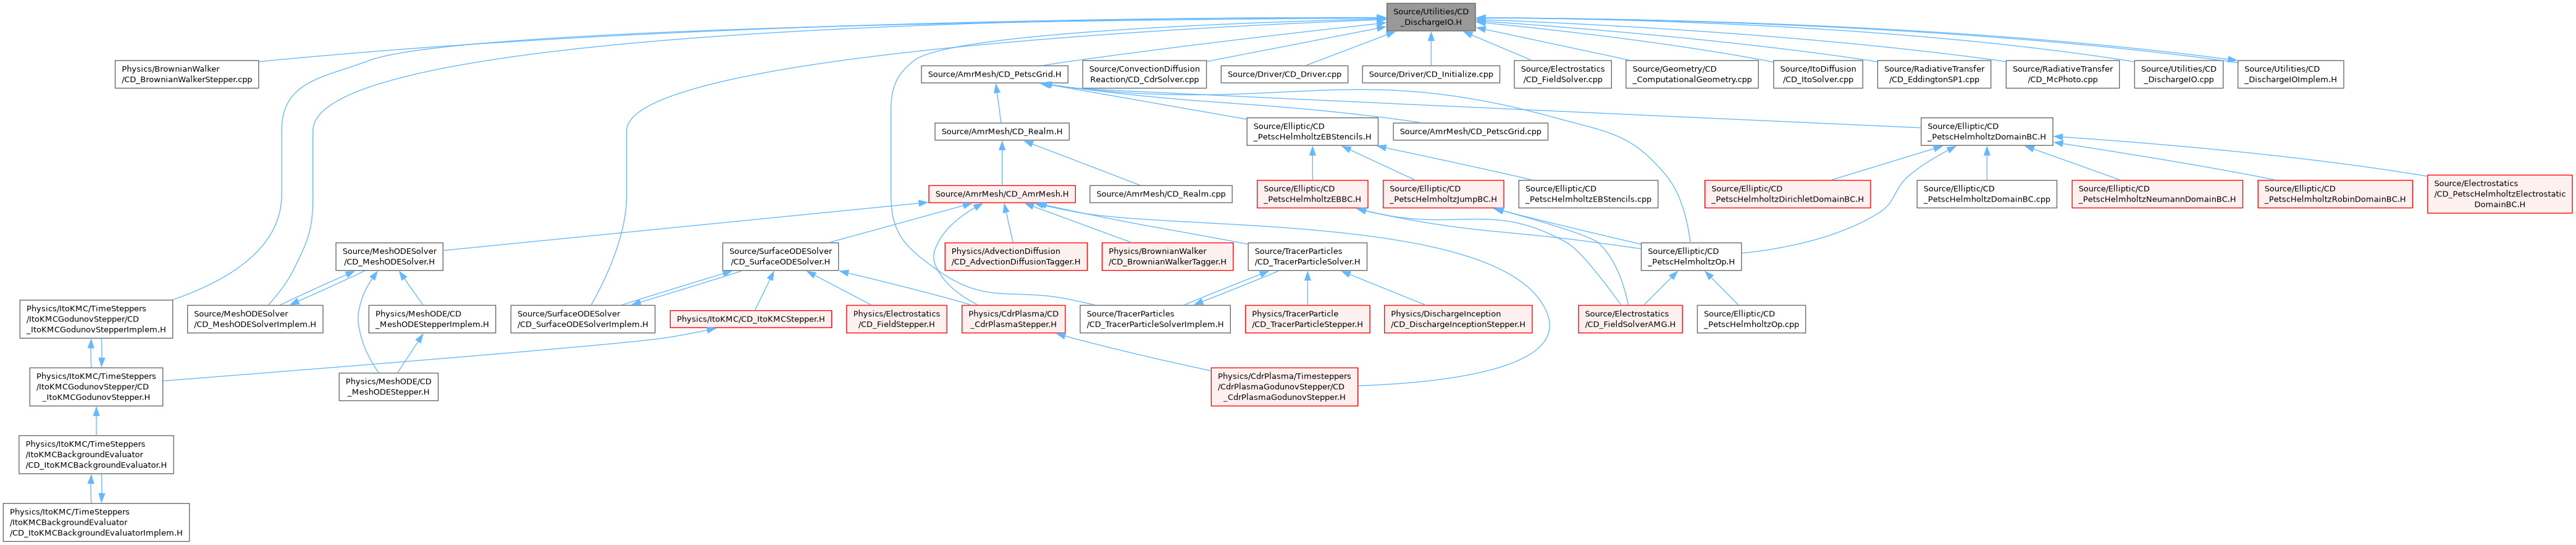 Source/Utilities/CD
_DischargeIO.H
Physics/BrownianWalker
/CD_BrownianWalkerStepper.cpp
Source/AmrMesh/CD_PetscGrid.H
Source/ConvectionDiffusion
Reaction/CD_CdrSolver.cpp
Source/Driver/CD_Driver.cpp
Source/Driver/CD_Initialize.cpp
Source/Electrostatics
/CD_FieldSolver.cpp
Source/Geometry/CD
_ComputationalGeometry.cpp
Source/ItoDiffusion
/CD_ItoSolver.cpp
Source/RadiativeTransfer
/CD_EddingtonSP1.cpp
Source/RadiativeTransfer
/CD_McPhoto.cpp
Source/Utilities/CD
_DischargeIO.cpp
Source/Utilities/CD
_DischargeIOImplem.H
Source/AmrMesh/CD_Realm.H
Source/Elliptic/CD
_PetscHelmholtzEBStencils.H
Source/AmrMesh/CD_PetscGrid.cpp
Source/Elliptic/CD
_PetscHelmholtzDomainBC.H
Source/AmrMesh/CD_AmrMesh.H
Source/AmrMesh/CD_Realm.cpp
Source/Elliptic/CD
_PetscHelmholtzEBBC.H
Source/Elliptic/CD
_PetscHelmholtzJumpBC.H
Source/Elliptic/CD
_PetscHelmholtzEBStencils.cpp
Source/Elliptic/CD
_PetscHelmholtzDirichletDomainBC.H
Source/Elliptic/CD
_PetscHelmholtzDomainBC.cpp
Source/Elliptic/CD
_PetscHelmholtzNeumannDomainBC.H
Source/Elliptic/CD
_PetscHelmholtzRobinDomainBC.H
Source/Electrostatics
/CD_PetscHelmholtzElectrostatic
DomainBC.H
Source/MeshODESolver
/CD_MeshODESolver.H
Source/SurfaceODESolver
/CD_SurfaceODESolver.H
Physics/AdvectionDiffusion
/CD_AdvectionDiffusionTagger.H
Physics/BrownianWalker
/CD_BrownianWalkerTagger.H
Source/TracerParticles
/CD_TracerParticleSolver.H
Source/Elliptic/CD
_PetscHelmholtzOp.H
Physics/ItoKMC/TimeSteppers
/ItoKMCGodunovStepper/CD
_ItoKMCGodunovStepperImplem.H
Source/MeshODESolver
/CD_MeshODESolverImplem.H
Physics/MeshODE/CD
_MeshODEStepperImplem.H
Source/SurfaceODESolver
/CD_SurfaceODESolverImplem.H
Physics/ItoKMC/CD_ItoKMCStepper.H
Physics/Electrostatics
/CD_FieldStepper.H
Physics/CdrPlasma/CD
_CdrPlasmaStepper.H
Source/TracerParticles
/CD_TracerParticleSolverImplem.H
Physics/TracerParticle
/CD_TracerParticleStepper.H
Physics/DischargeInception
/CD_DischargeInceptionStepper.H
Source/Electrostatics
/CD_FieldSolverAMG.H
Source/Elliptic/CD
_PetscHelmholtzOp.cpp
Physics/ItoKMC/TimeSteppers
/ItoKMCGodunovStepper/CD
_ItoKMCGodunovStepper.H
Physics/MeshODE/CD
_MeshODEStepper.H
Physics/CdrPlasma/Timesteppers
/CdrPlasmaGodunovStepper/CD
_CdrPlasmaGodunovStepper.H
Physics/ItoKMC/TimeSteppers
/ItoKMCBackgroundEvaluator
/CD_ItoKMCBackgroundEvaluator.H
Physics/ItoKMC/TimeSteppers
/ItoKMCBackgroundEvaluator
/CD_ItoKMCBackgroundEvaluatorImplem.H